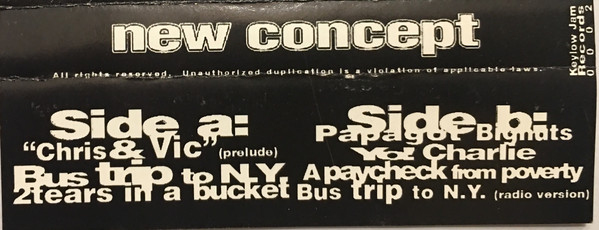 new concept
All rights reserved. Unauthorized duplication is a violation of applicable laws.
Keylow Jam
Records
0002
Side a:
"Chris & Vic" (prelude)
Bus trip to N.Y.
2tears in a bucket
Side b:
Papagot Bignuts
Yo! Charlie
A paycheck from poverty
Bus trip to N.Y. (radio version)